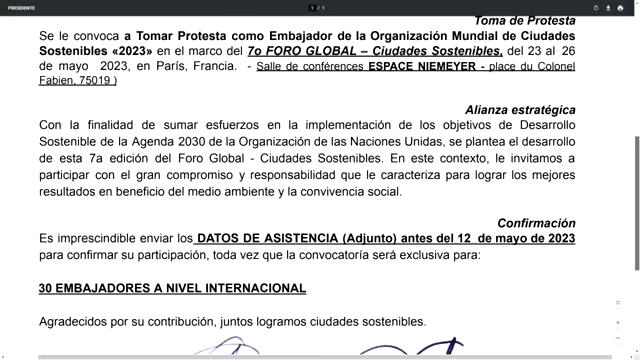 PRESIDENTE
1 / 1
Toma de Protesta
Se le convoca a Tomar Protesta como Embajador de la Organización Mundial de Ciudades
Sostenibles «2023» en el marco del 7o FORO GLOBAL – Ciudades Sostenibles, del 23 al 26
de mayo 2023, en París, Francia. - Salle de conférences ESPACE NIEMEYER - place du Colonel
Fabien, 75019 )
Alianza estratégica
Con la finalidad de sumar esfuerzos en la implementación de los objetivos de Desarrollo
Sostenible de la Agenda 2030 de la Organización de las Naciones Unidas, se plantea el desarrollo
de esta 7a edición del Foro Global - Ciudades Sostenibles. En este contexto, le invitamos a
participar con el gran compromiso y responsabilidad que le caracteriza para lograr los mejores
resultados en beneficio del medio ambiente y la convivencia social.
Confirmación
Es imprescindible enviar los DATOS DE ASISTENCIA (Adjunto) antes del 12 de mayo de 2023
para confirmar su participación, toda vez que la convocatoría será exclusiva para:
30 EMBAJADORES A NIVEL INTERNACIONAL
Agradecidos por su contribución, juntos logramos ciudades sostenibles.